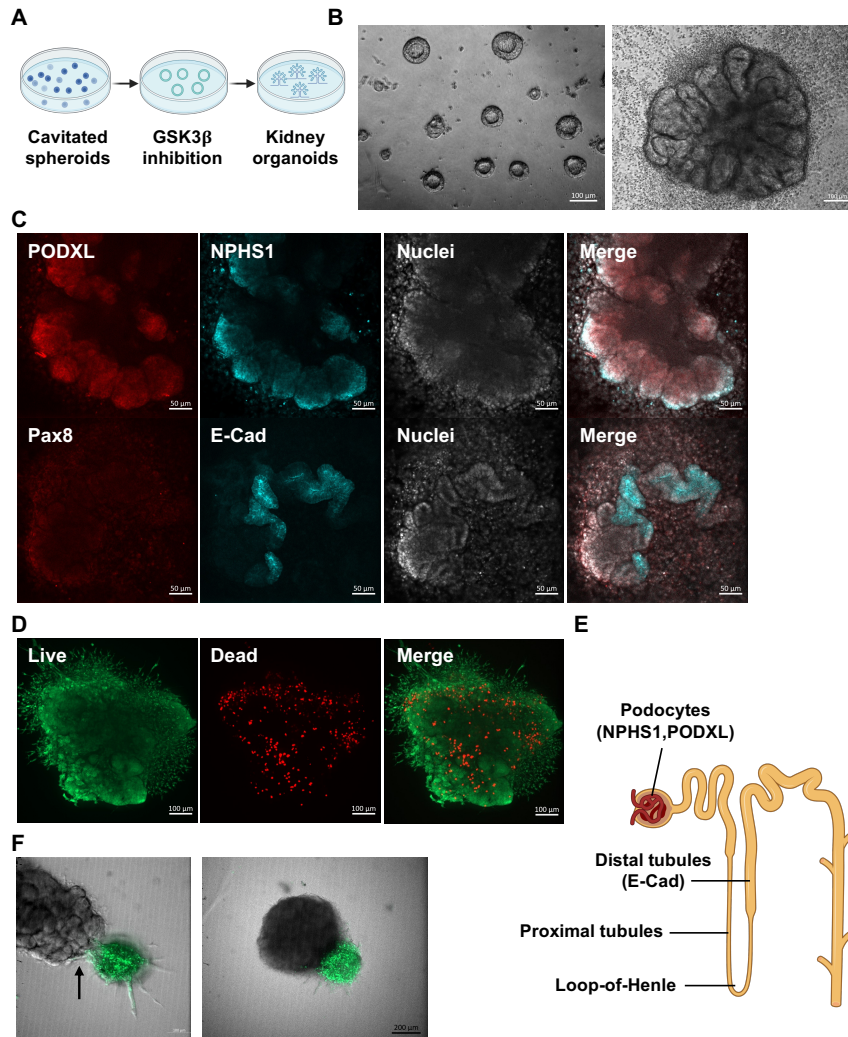 A
Cavitated
spheroids
GSK3β
inhibition
Kidney
organoids
B
100 µm
C
PODXL
NPHS1
Nuclei
Merge
50 µm
50 µm
50 µm
50 µm
Pax8
E-Cad
Nuclei
Merge
50 µm
50 µm
50 µm
50 µm
D
Live
Dead
Merge
100 µm
100 µm
100 µm
E
Podocytes
(NPHS1,PODXL)
Distal tubules
(E-Cad)
Proximal tubules
Loop-of-Henle
F
200 µm